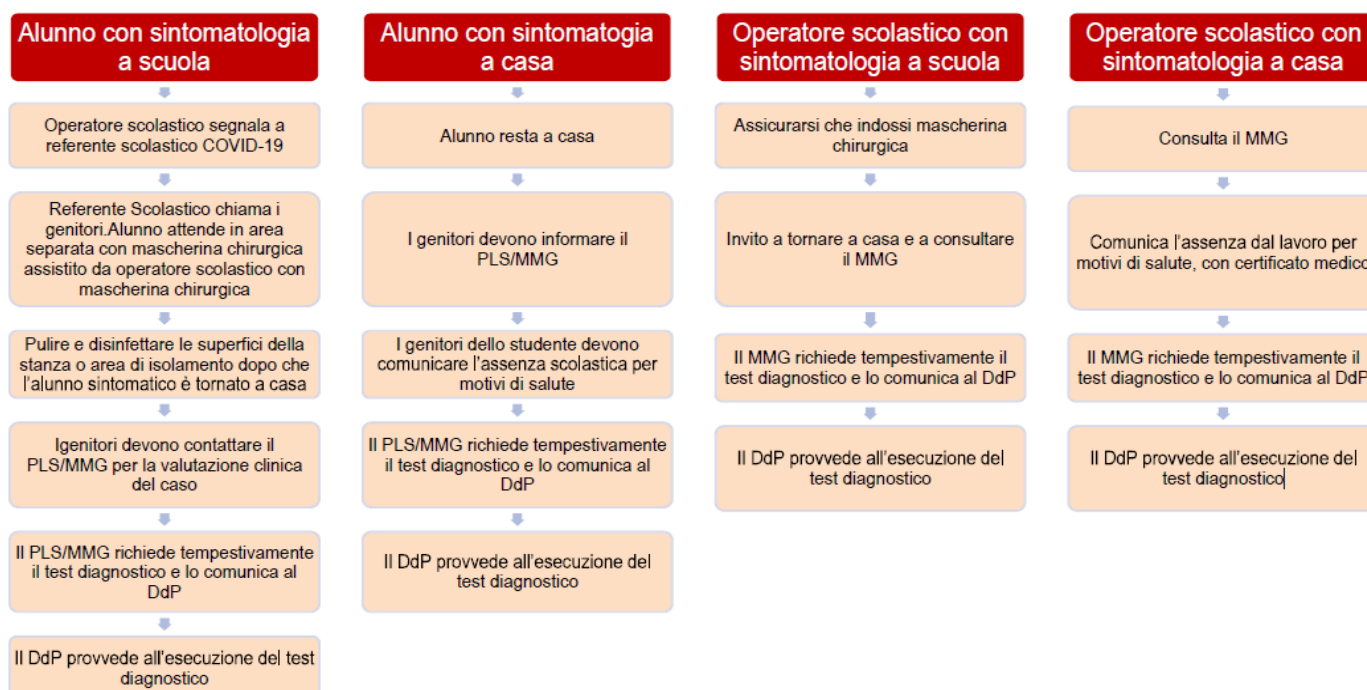 Alunno con sintomatologia
a scuola
Operatore scolastico segnala a
referente scolastico COVID-19
Referente Scolastico chiama i
genitori.Alunno attende in area
separata con mascherina chirurgica
assistito da operatore scolastico con
mascherina chirurgica
Pulire e disinfettare le superfici della
stanza o area di isolamento dopo che
l'alunno sintomatico è tornato a casa
Igenitori devono contattare il
PLS/MMG per la valutazione clinica
del caso
Il PLS/MMG richiede tempestivamente
il test diagnostico e lo comunica al
DdP
Il DdP provvede all'esecuzione del test
diagnostico
Alunno con sintomatogia
a casa
Alunno resta a casa
I genitori devono informare il
PLS/MMG
I genitori dello studente devono
comunicare l'assenza scolastica per
motivi di salute
Il PLS/MMG richiede tempestivamente
il test diagnostico e lo comunica al
DdP
Il DdP provvede all'esecuzione del
test diagnostico
Operatore scolastico con
sintomatologia a scuola
Assicurarsi che indossi mascherina
chirurgica
Invito a tornare a casa e a consultare
il MMG
Il MMG richiede tempestivamente il
test diagnostico e lo comunica al DdP
Il DdP provvede all'esecuzione del
test diagnostico
Operatore scolastico con
sintomatologia a casa
Consulta il MMG
Comunica l'assenza dal lavoro per
motivi di salute, con certificato medico
Il MMG richiede tempestivamente il
test diagnostico e lo comunica al DdP
Il DdP provvede all'esecuzione del
test diagnostico